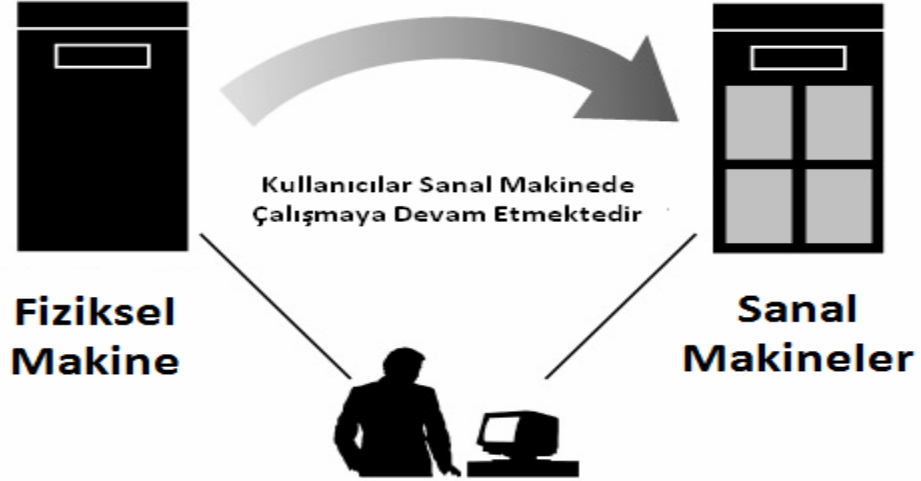 Kullanıcılar Sanal Makinede
Çalışmaya Devam Etmektedir
Fiziksel
Makine
Sanal
Makineler